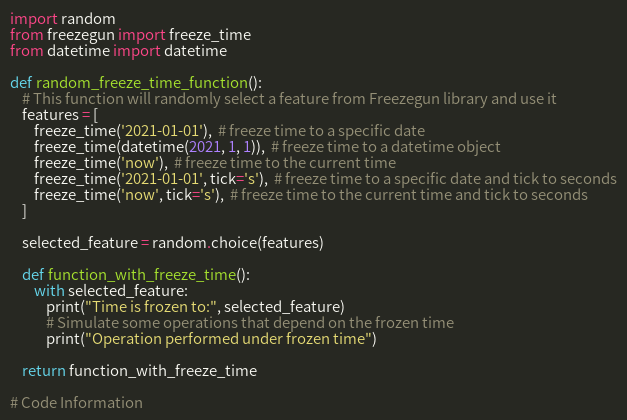 import random
from freezegun import freeze_time
from datetime import datetime

def random_freeze_time_function():
    # This function will randomly select a feature from Freezegun library and use it
    features = [
        freeze_time('2021-01-01'),  # freeze time to a specific date
        freeze_time(datetime(2021, 1, 1)),  # freeze time to a datetime object
        freeze_time('now'),  # freeze time to the current time
        freeze_time('2021-01-01', tick='s'),  # freeze time to a specific date and tick to seconds
        freeze_time('now', tick='s'),  # freeze time to the current time and tick to seconds
    ]

    selected_feature = random.choice(features)

    def function_with_freeze_time():
        with selected_feature:
            print("Time is frozen to:", selected_feature)
            # Simulate some operations that depend on the frozen time
            print("Operation performed under frozen time")

    return function_with_freeze_time

# Code Information